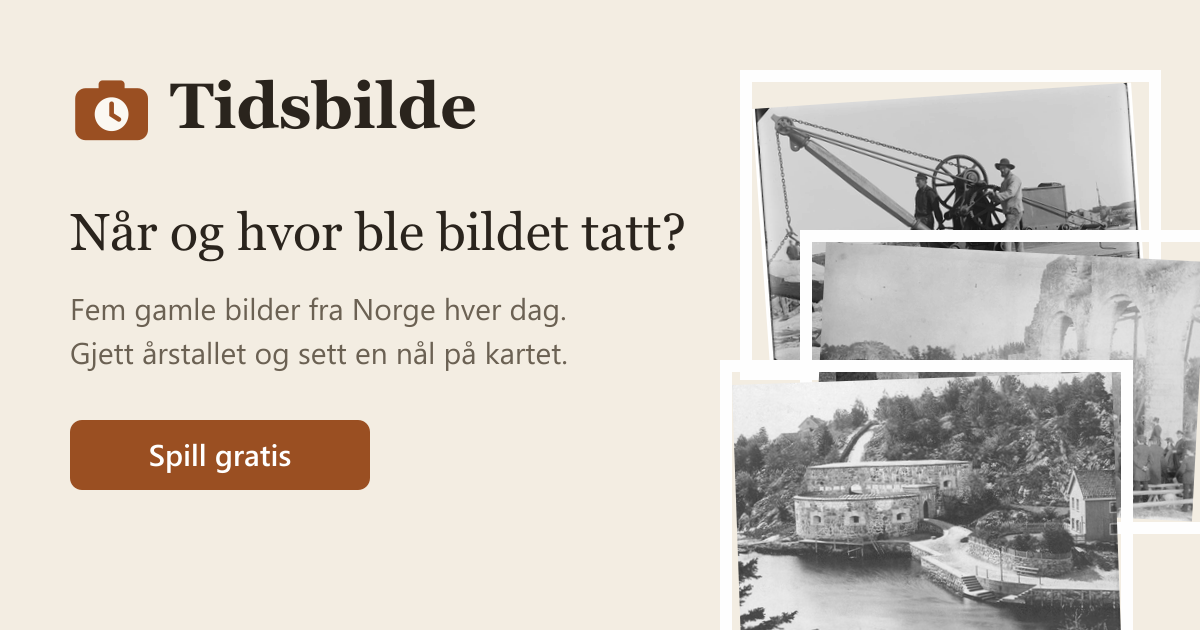 Tidsbilde
Når og hvor ble bildet tatt?
Fem gamle bilder fra Norge hver dag.
Gjett årstallet og sett en nål på kartet.
Spill gratis